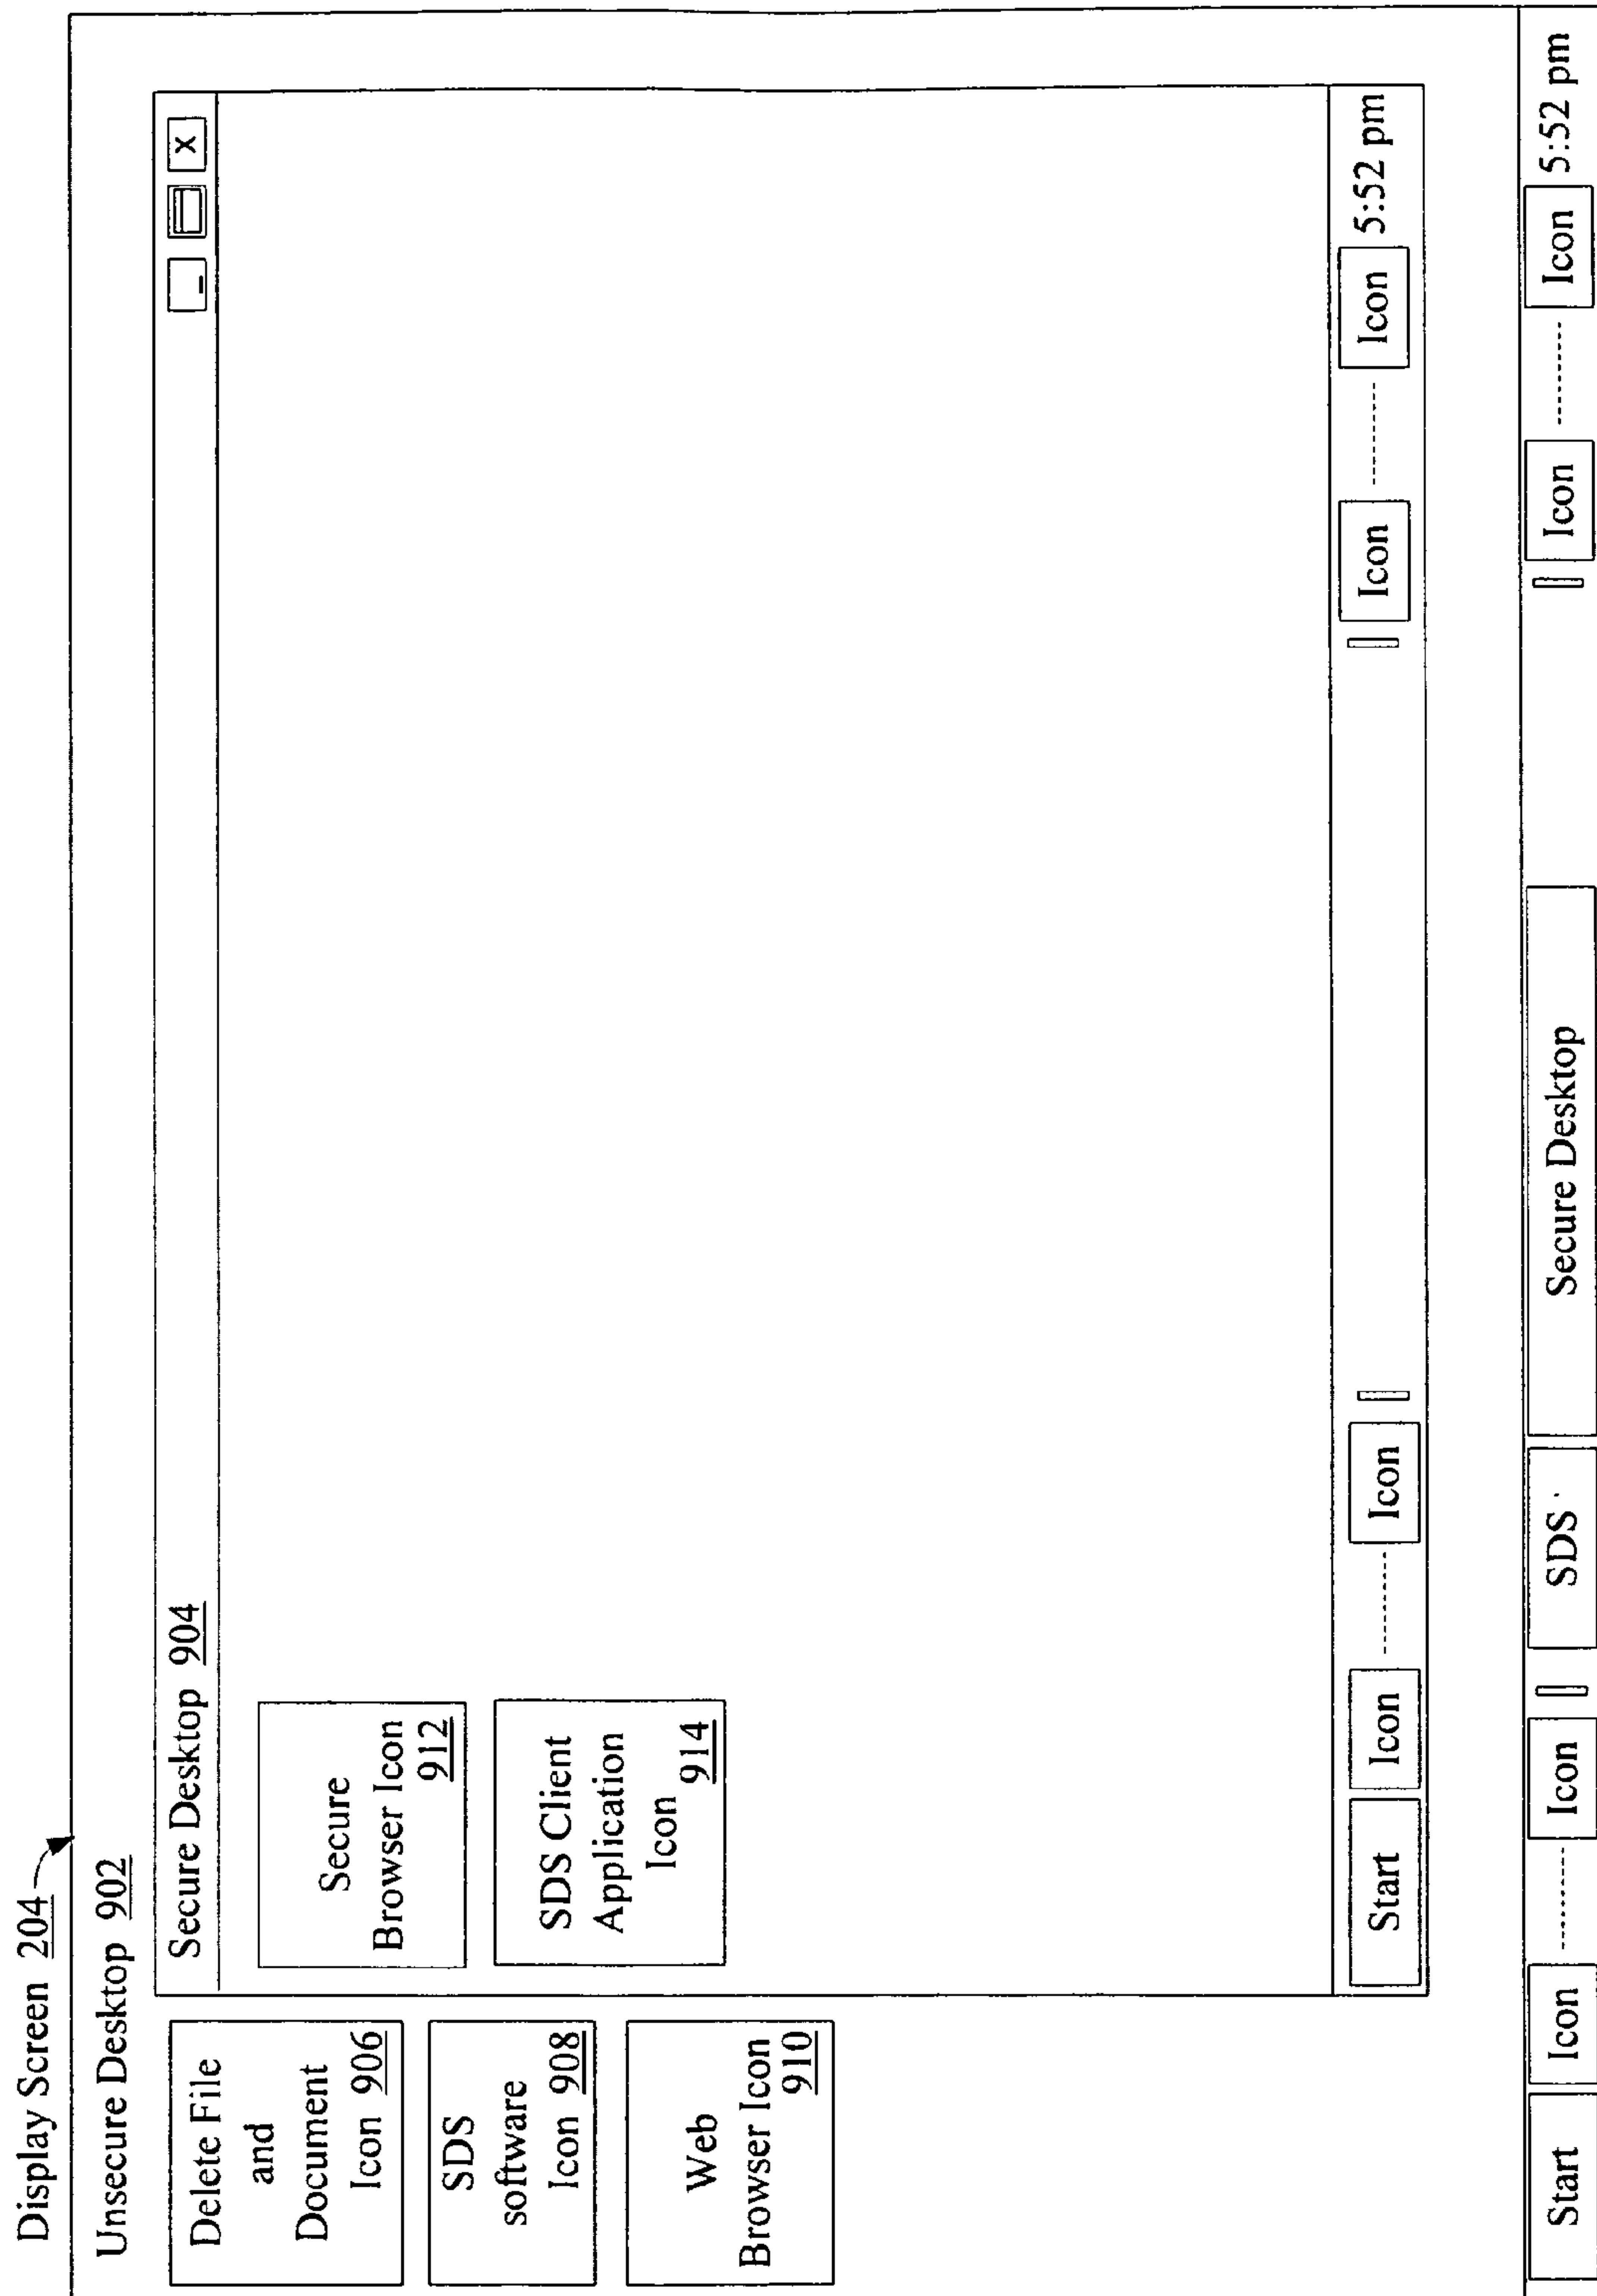 Display Screen 204
Unsecure Desktop 902
Delete File
and
Document
Icon 906
SDS
software
Icon 908
Web
Browser Icon
910
Secure Desktop 904
X
Secure
Browser Icon
912
SDS Client
Application
Icon
914
Start
Icon
Icon
Icon
Icon
5:52 pm
Start
Icon
Icon
SDS
Secure Desktop
Icon
Icon
5:52 pm